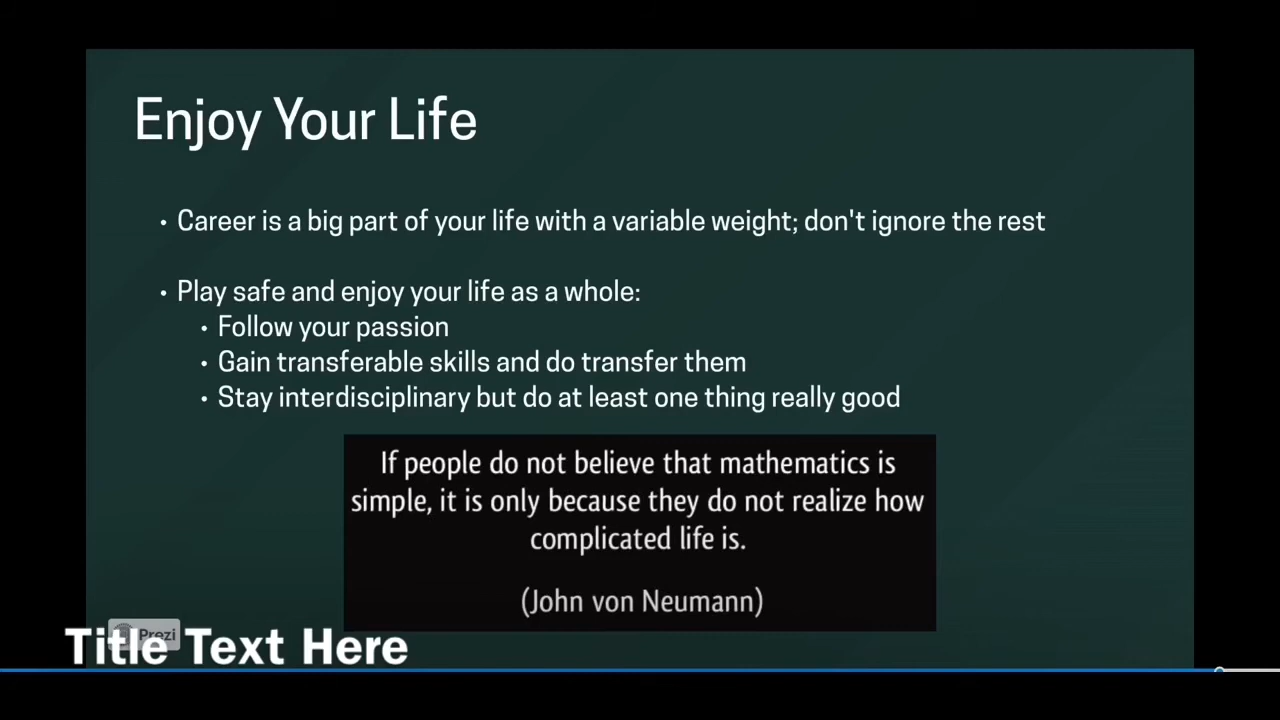 Enjoy Your Life
• Career is a big part of your life with a variable weight; don't ignore the rest
• Play safe and enjoy your life as a whole:
• Follow your passion
• Gain transferable skills and do transfer them
• Stay interdisciplinary but do at least one thing really good
If people do not believe that mathematics is
simple, it is only because they do not realize how
complicated life is.
(John von Neumann)
Prezi
Title Text Here